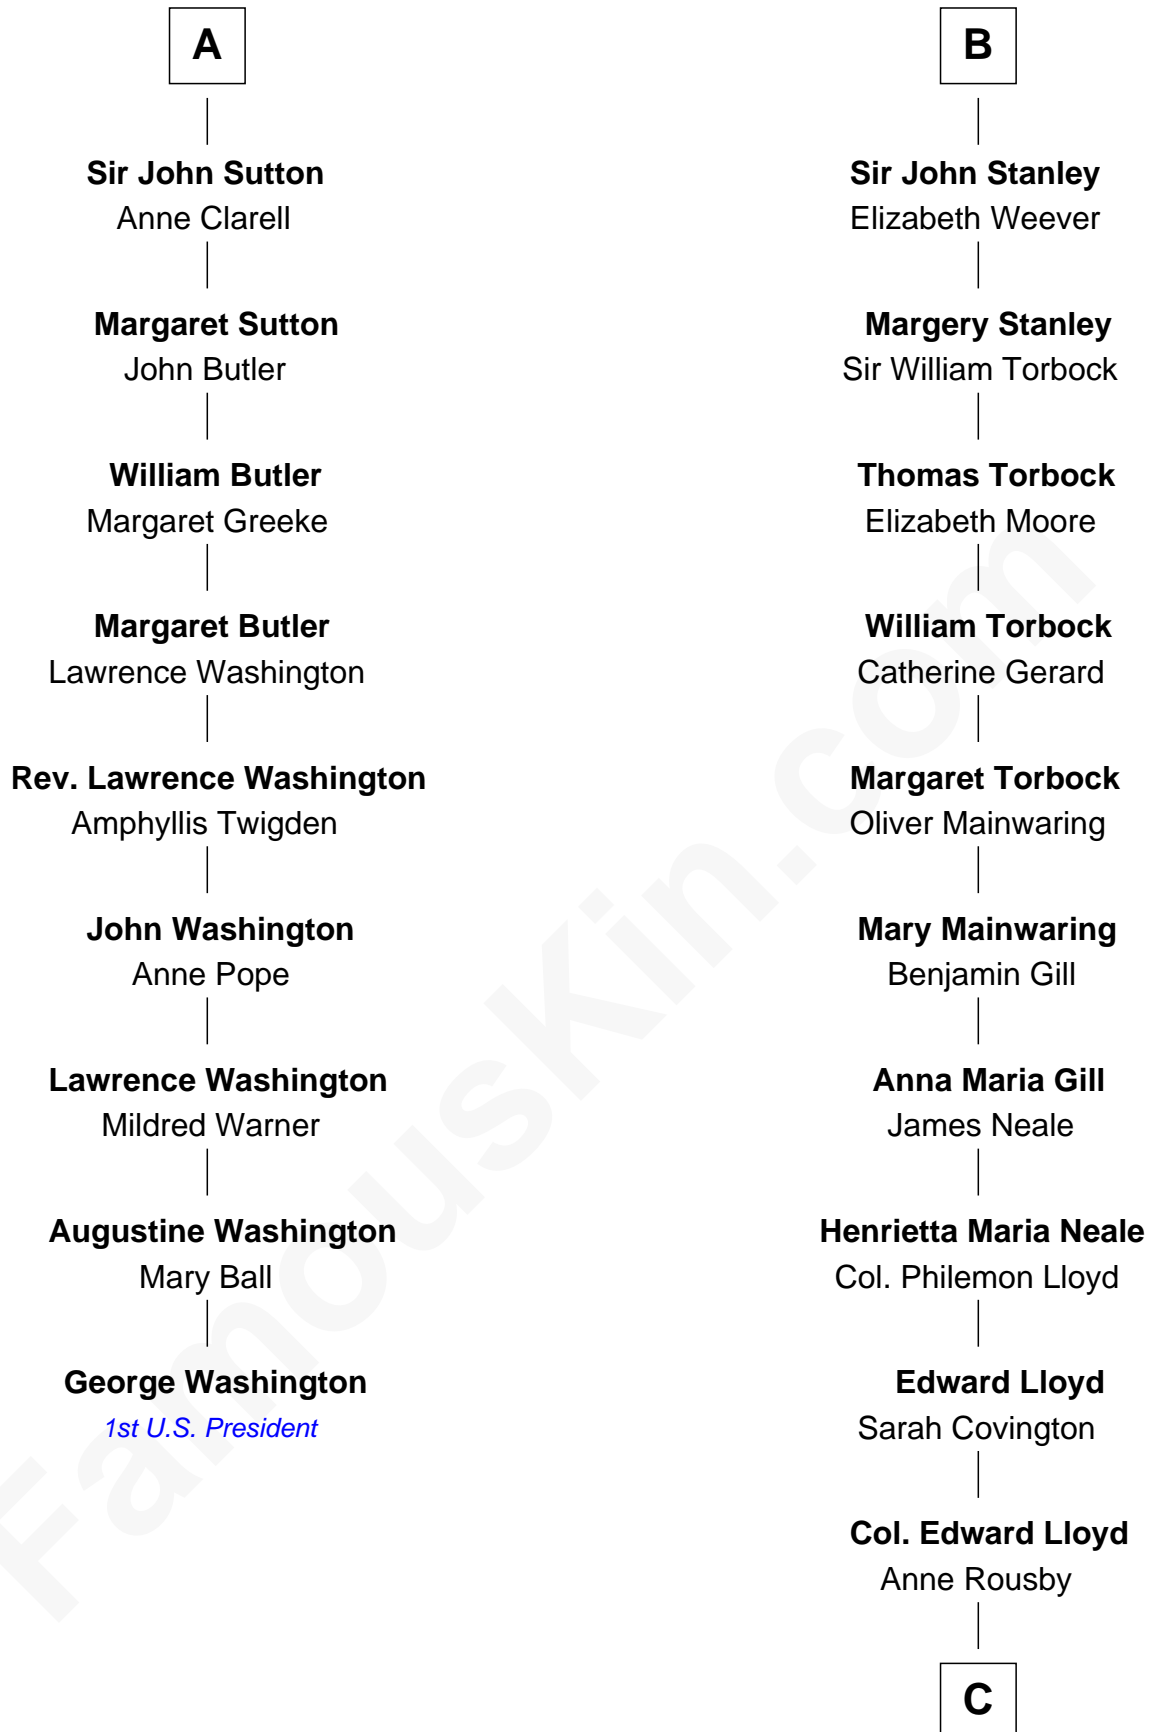 A
Sir John Sutton
Anne Clarell
Margaret Sutton
John Butler
William Butler
Margaret Greeke
Margaret Butler
Lawrence Washington
Rev. Lawrence Washington
Amphyllis Twigden
John Washington
Anne Pope
Lawrence Washington
Mildred Warner
Augustine Washington
Mary Ball
George Washington
1st U.S. President
B
Sir John Stanley
Elizabeth Weever
Margery Stanley
Sir William Torbock
Thomas Torbock
Elizabeth Moore
William Torbock
Catherine Gerard
Margaret Torbock
Oliver Mainwaring
Mary Mainwaring
Benjamin Gill
Anna Maria Gill
James Neale
Henrietta Maria Neale
Col. Philemon Lloyd
Edward Lloyd
Sarah Covington
Col. Edward Lloyd
Anne Rousby
C
FamousKin.com